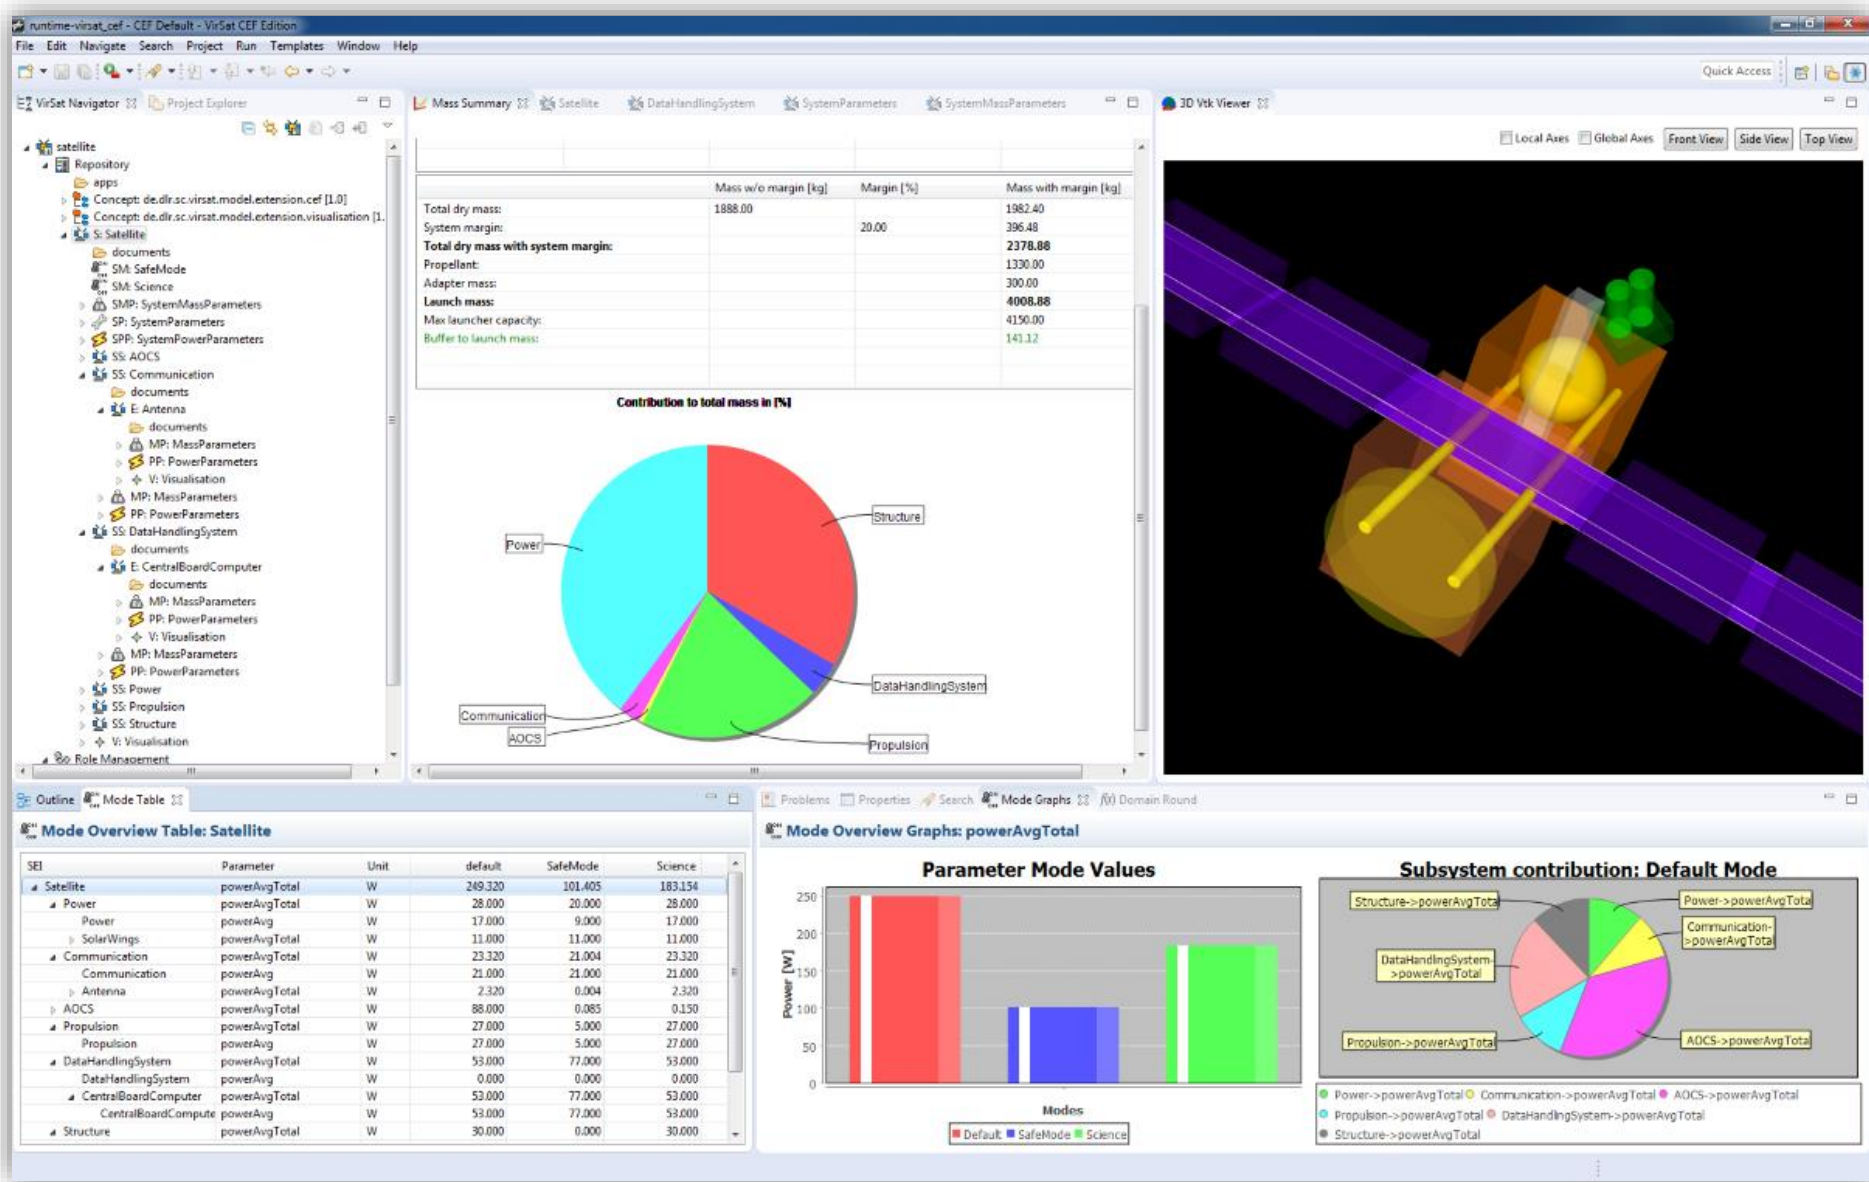 runtime-virsat_cef - CEF Default - VirSat CEF Edition
File Edit Navigate Search Project Run Templates Window Help
Quick Access
VirSat Navigator Project Explorer
satellite
Repository
apps
Concept: de.dlr.sc.virsat.model.extension.cef [1.0]
Concept: de.dlr.sc.virsat.model.extension.visualisation [1.
S: Satellite
documents
SM: SafeMode
SM: Science
SMP: SystemMassParameters
SP: SystemParameters
SPP: SystemPowerParameters
SS: AOCS
SS: Communication
documents
E: Antenna
documents
MP: MassParameters
PP: PowerParameters
V: Visualisation
MP: MassParameters
PP: PowerParameters
SS: DataHandlingSystem
documents
E: CentralBoardComputer
documents
MP: MassParameters
PP: PowerParameters
V: Visualisation
MP: MassParameters
PP: PowerParameters
SS: Power
SS: Propulsion
SS: Structure
V: Visualisation
Role Management
Mass Summary Satellite DataHandlingSystem SystemParameters SystemMassParameters
Mass w/o margin [kg] Margin [%] Mass with margin [kg]
Total dry mass: 1888.00 1982.40
System margin: 20.00 396.48
Total dry mass with system margin: 2378.88
Propellant: 1330.00
Adapter mass: 300.00
Launch mass: 4008.88
Max launcher capacity: 4150.00
Buffer to launch mass: 141.12
Contribution to total mass in [%]
Structure
Power
DataHandlingSystem
Communication
AOCS
Propulsion
3D Vtk Viewer
Local Axes Global Axes Front View Side View Top View
Outline Mode Table
Mode Overview Table: Satellite
SEI Parameter Unit default SafeMode Science
Satellite powerAvgTotal W 249.320 101.405 183.154
Power powerAvgTotal W 28.000 20.000 28.000
Power powerAvg W 17.000 9.000 17.000
SolarWings powerAvgTotal W 11.000 11.000 11.000
Communication powerAvgTotal W 23.320 21.004 23.320
Communication powerAvg W 21.000 21.000 21.000
Antenna powerAvgTotal W 2.320 0.004 2.320
AOCS powerAvgTotal W 88.000 0.085 0.150
Propulsion powerAvgTotal W 27.000 5.000 27.000
Propulsion powerAvg W 27.000 5.000 27.000
DataHandlingSystem powerAvgTotal W 53.000 77.000 53.000
DataHandlingSystem powerAvg W 0.000 0.000 0.000
CentralBoardComputer powerAvgTotal W 53.000 77.000 53.000
CentralBoardCompute powerAvg W 53.000 77.000 53.000
Structure powerAvgTotal W 30.000 0.000 30.000
Problems Properties Search Mode Graphs f(x) Domain Round
Mode Overview Graphs: powerAvgTotal
Parameter Mode Values
Power [W]
250
200
150
100
50
0
Modes
Default SafeMode Science
Subsystem contribution: Default Mode
Structure->powerAvgTota
Power->powerAvgTota
Communication-
>powerAvgTotal
DataHandlingSystem-
>powerAvgTotal
Propulsion->powerAvgTotal
AOCS->powerAvgTotal
Power->powerAvgTotal Communication->powerAvgTotal AOCS->powerAvgTotal
Propulsion->powerAvgTotal DataHandlingSystem->powerAvgTotal
Structure->powerAvgTotal